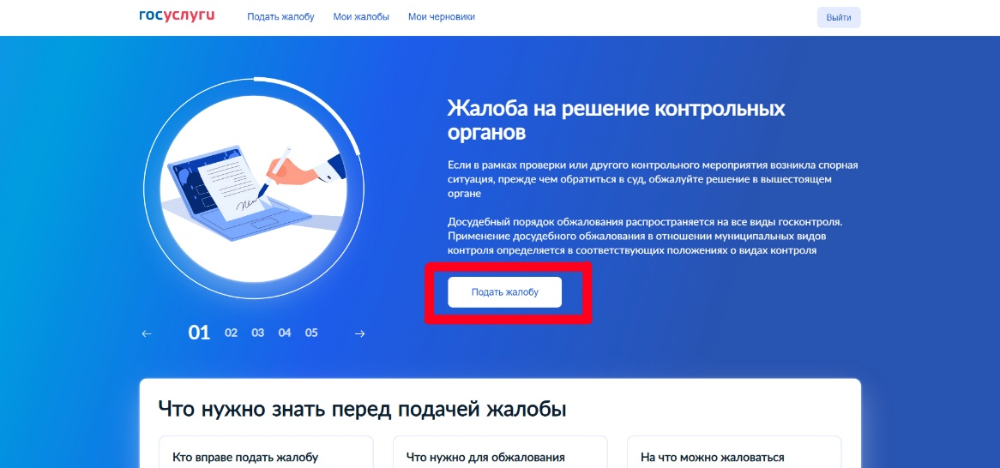 госуслуги Подать жалобу Мои жалобы Мои черновики Выйти
Жалоба на решение контрольных
органов
Если в рамках проверки или другого контрольного мероприятия возникла спорная
ситуация, прежде чем обратиться в суд, обжалуйте решение в вышестоящем
органе
Досудебный порядок обжалования распространяется на все виды госконтроля.
Применение досудебного обжалования в отношении муниципальных видов
контроля определяется в соответствующих положениях о видах контроля
Подать жалобу
01 02 03 04 05
Что нужно знать перед подачей жалобы
Кто вправе подать жалобу Что нужно для обжалования На что можно жаловаться